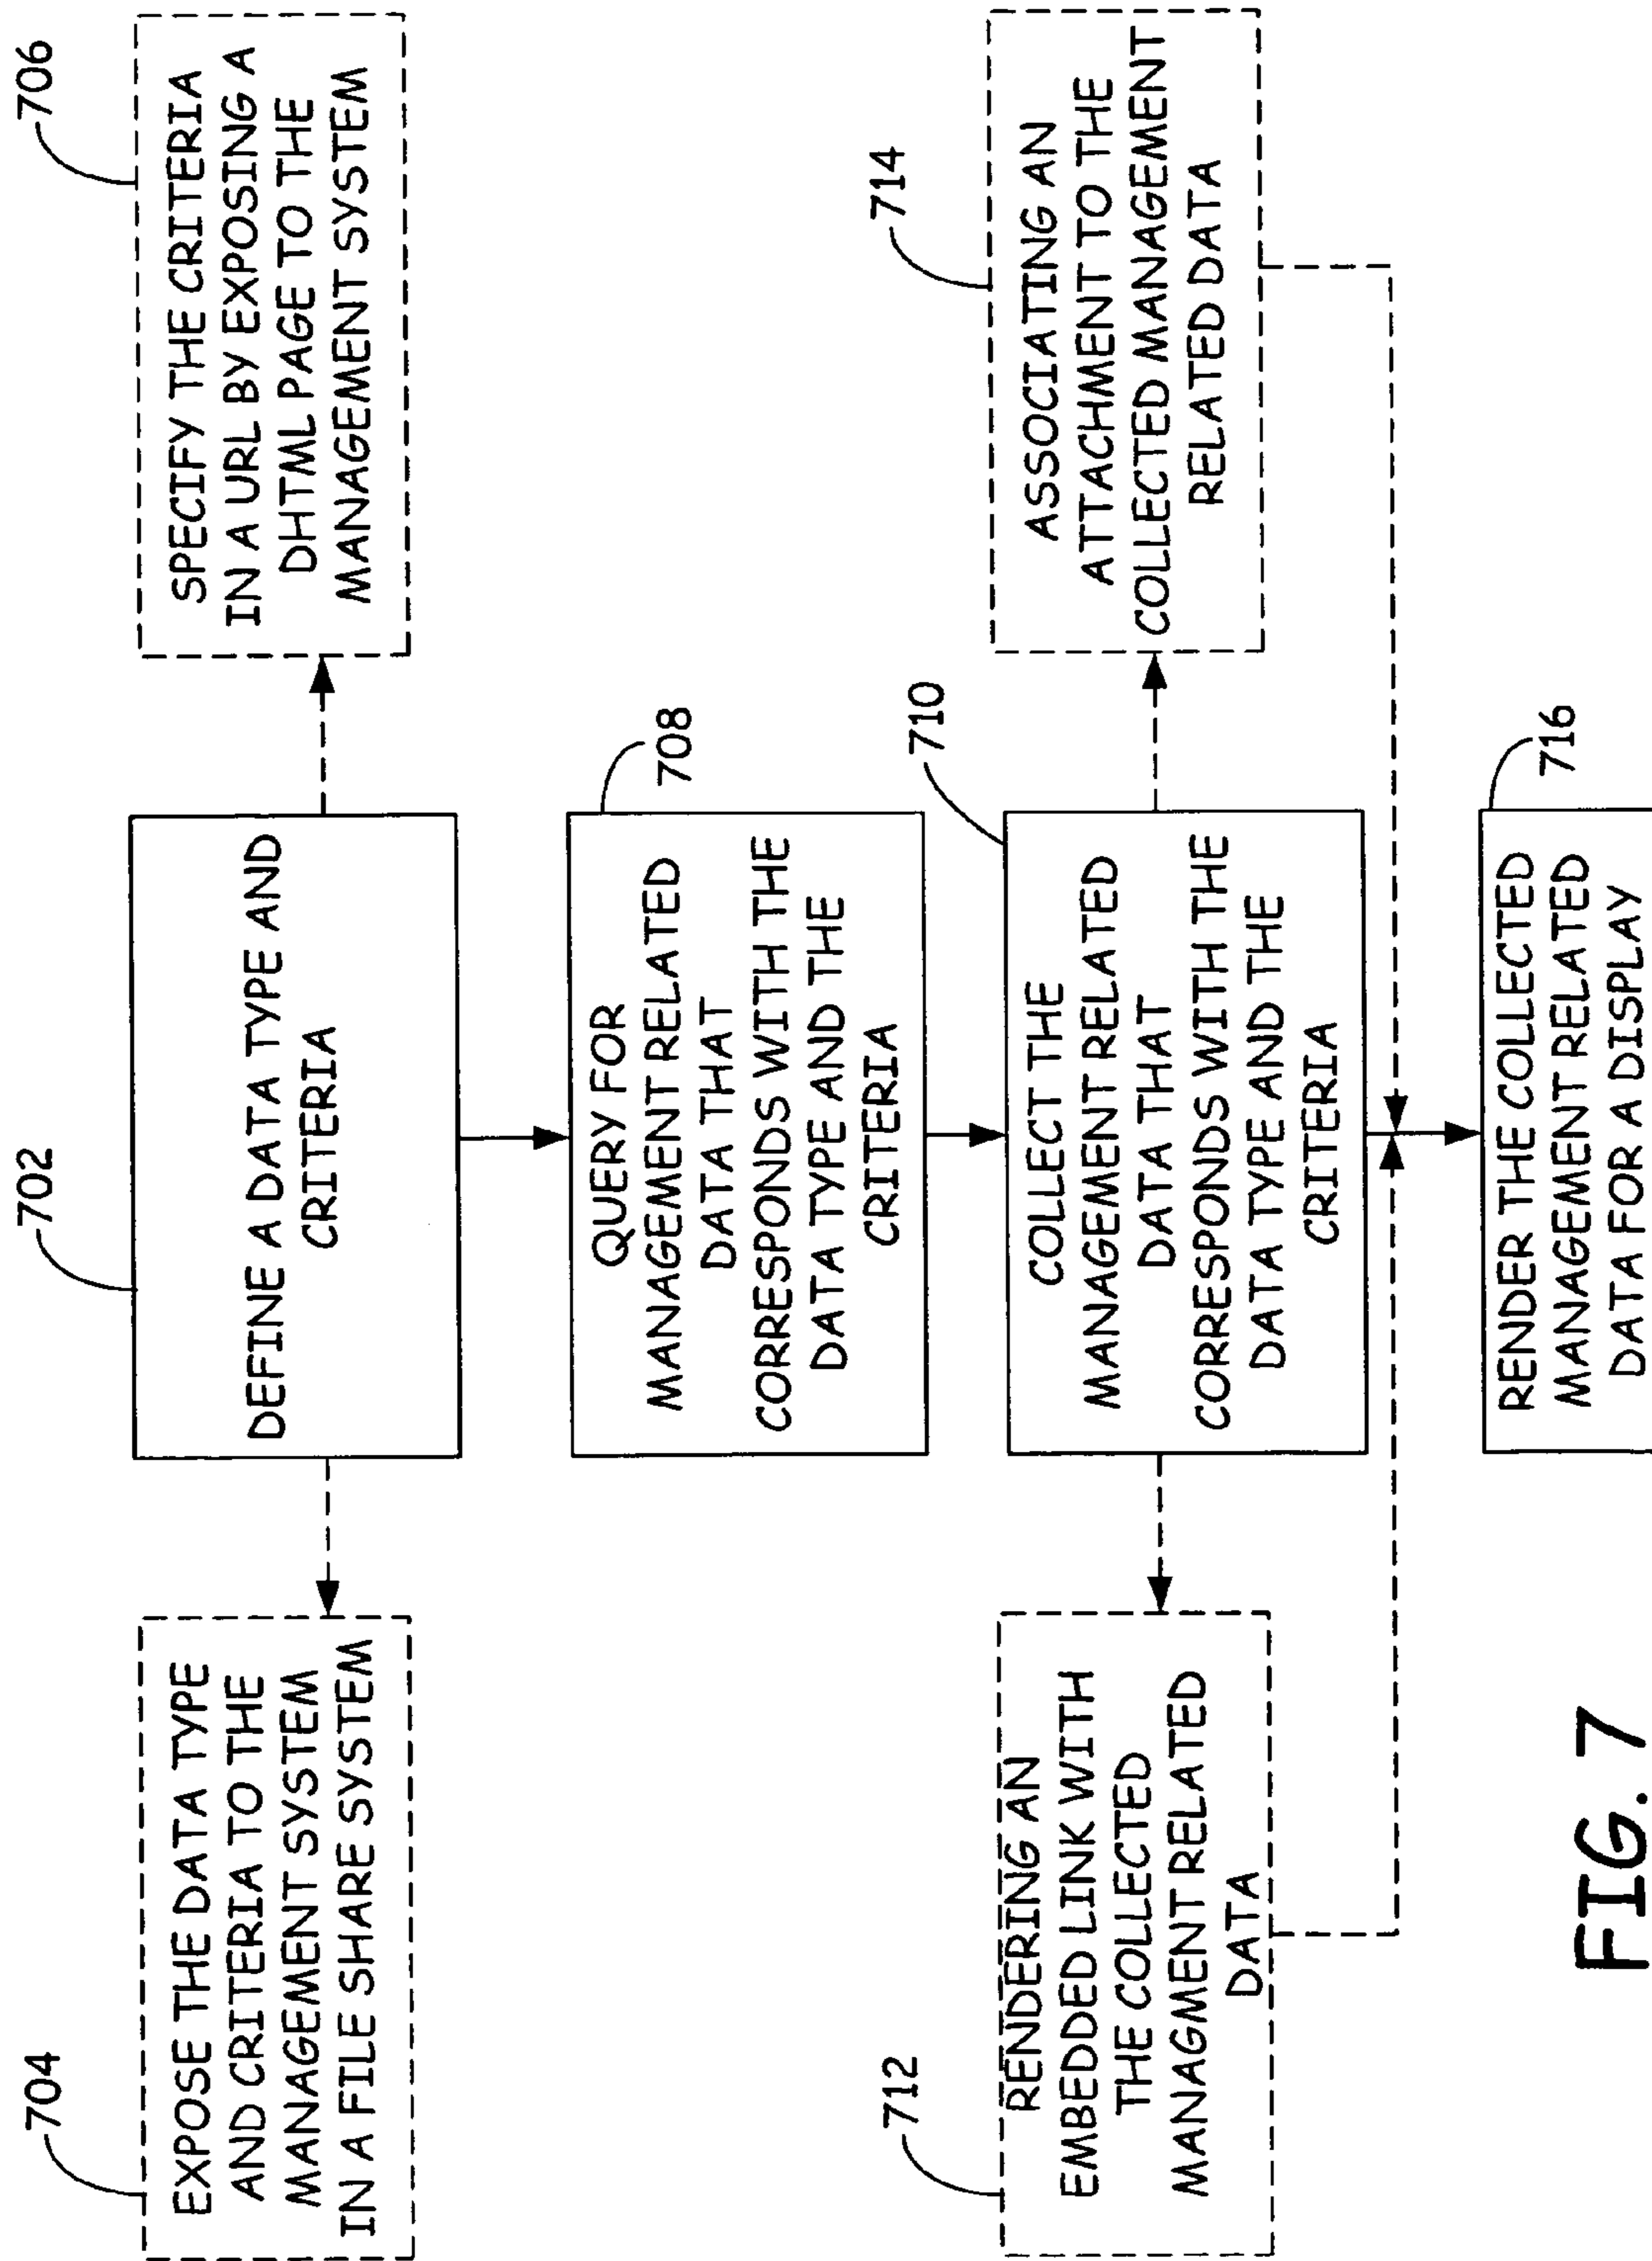 704
EXPOSE THE DATA TYPE
AND CRITERIA TO THE
MANAGEMENT SYSTEM
IN A FILE SHARE SYSTEM
702
DEFINE A DATA TYPE AND
CRITERIA
706
SPECIFY THE CRITERIA
IN A URL BY EXPOSING A
DHTML PAGE TO THE
MANAGEMENT SYSTEM
QUERY FOR
MANAGEMENT RELATED
DATA THAT
CORRESPONDS WITH THE
DATA TYPE AND THE
CRITERIA
708
712
RENDERING AN
EMBEDDED LINK WITH
THE COLLECTED
MANAGMENT RELATED
DATA
710
COLLECT THE
MANAGEMENT RELATED
DATA THAT
CORRESPONDS WITH THE
DATA TYPE AND THE
CRITERIA
714
ASSOCIATING AN
ATTACHMENT TO THE
COLLECTED MANAGEMENT
RELATED DATA
RENDER THE COLLECTED
MANAGEMENT RELATED
DATA FOR A DISPLAY
716
FIG. 7